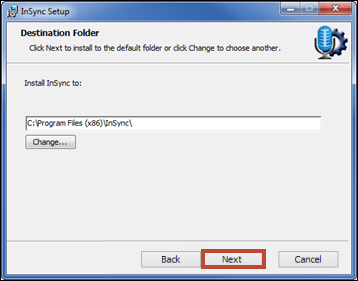 InSync Setup
Destination Folder
Click Next to install to the default folder or click Change to choose another.
Install InSync to:
C:\Program Files (x86)\InSync\
Change...
Back Next Cancel